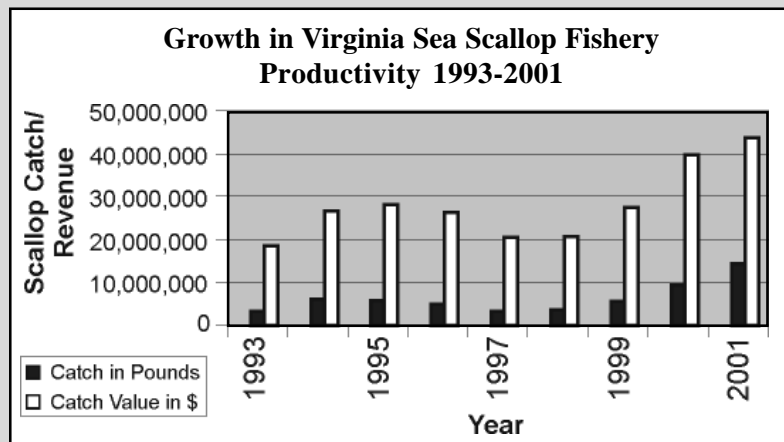 Growth in Virginia Sea Scallop Fishery
Productivity 1993-2001
Scallop Catch/
Revenue
50,000,000
40,000,000
30,000,000
20,000,000
10,000,000
0
1993
1995
1997
1999
2001
Catch in Pounds
Catch Value in $
Year